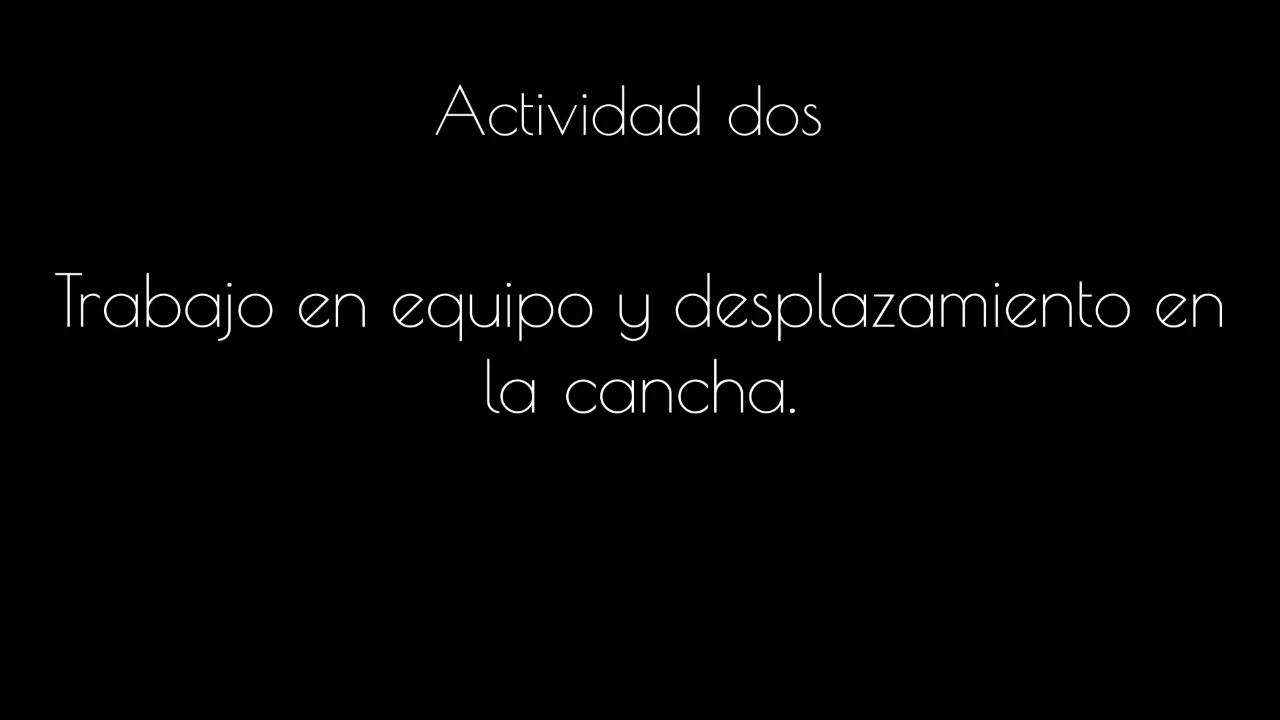 Actividad dos
Trabajo en equipo y desplazamiento en
la cancha.